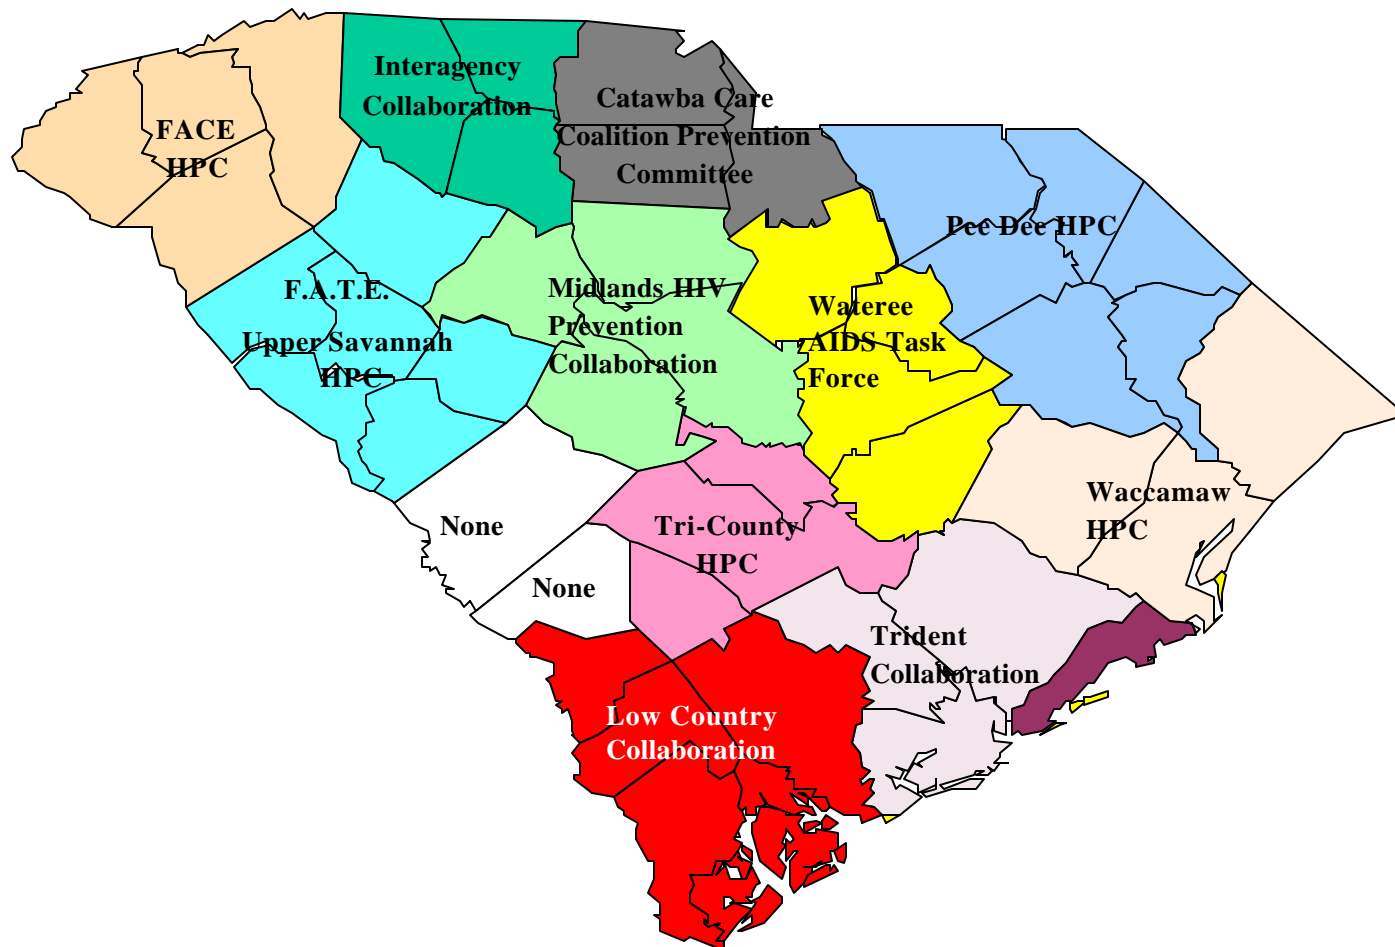 Interagency
Collaboration
Catawba Care
Coalition Prevention
Committee
FACE
HPC
Pee Dee HPC
F.A.T.E.
Upper Savannah
HPC
Midlands HIV
Prevention
Collaboration
Wateree
AIDS Task
Force
Waccamaw
HPC
None
Tri-County
HPC
None
Trident
Collaboration
Low Country
Collaboration